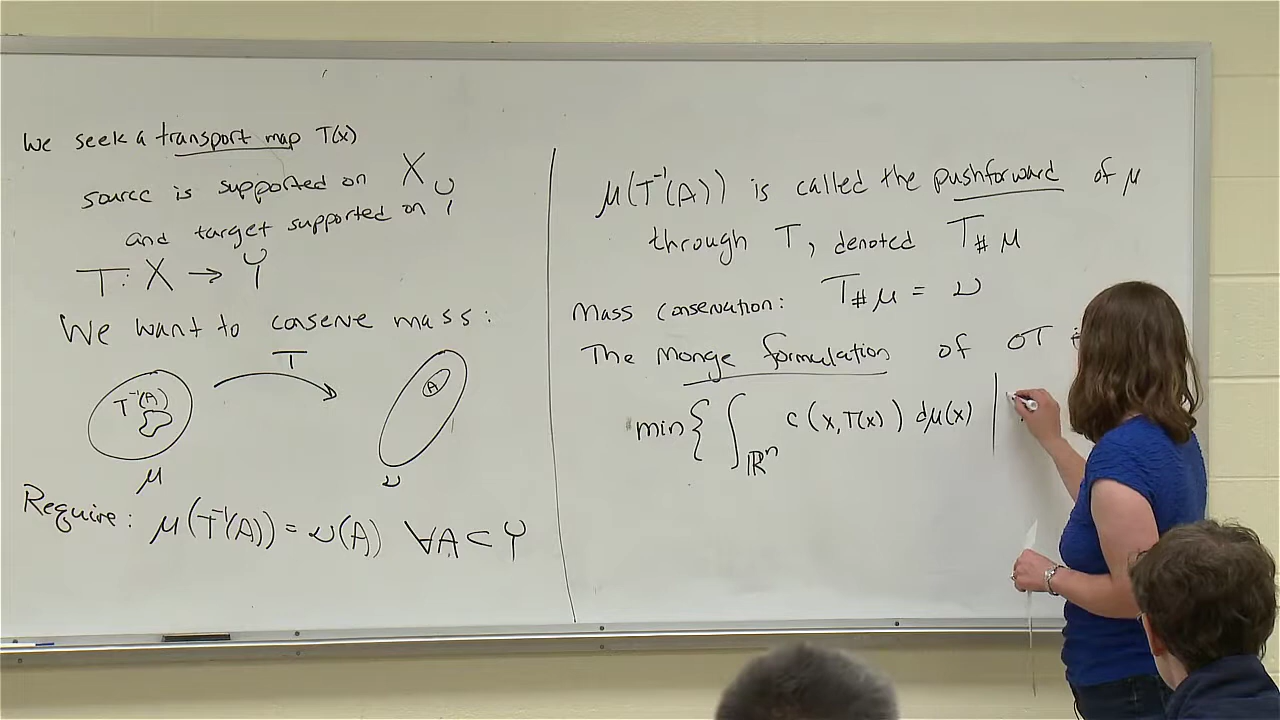 We seek a transport map T(x)
source is supported on X
and target supported on Y
T: X → Y
We want to conserve mass:
T
T⁻¹(A)
A
μ
ν
Require: μ(T⁻¹(A)) = ν(A) ∀A ⊂ Y
μ(T⁻¹(A)) is called the pushforward of μ
through T, denoted T# μ
Mass conservation: T# μ = ν
The Monge formulation of OT
min { ∫_ℝⁿ c(x,T(x)) dμ(x) |